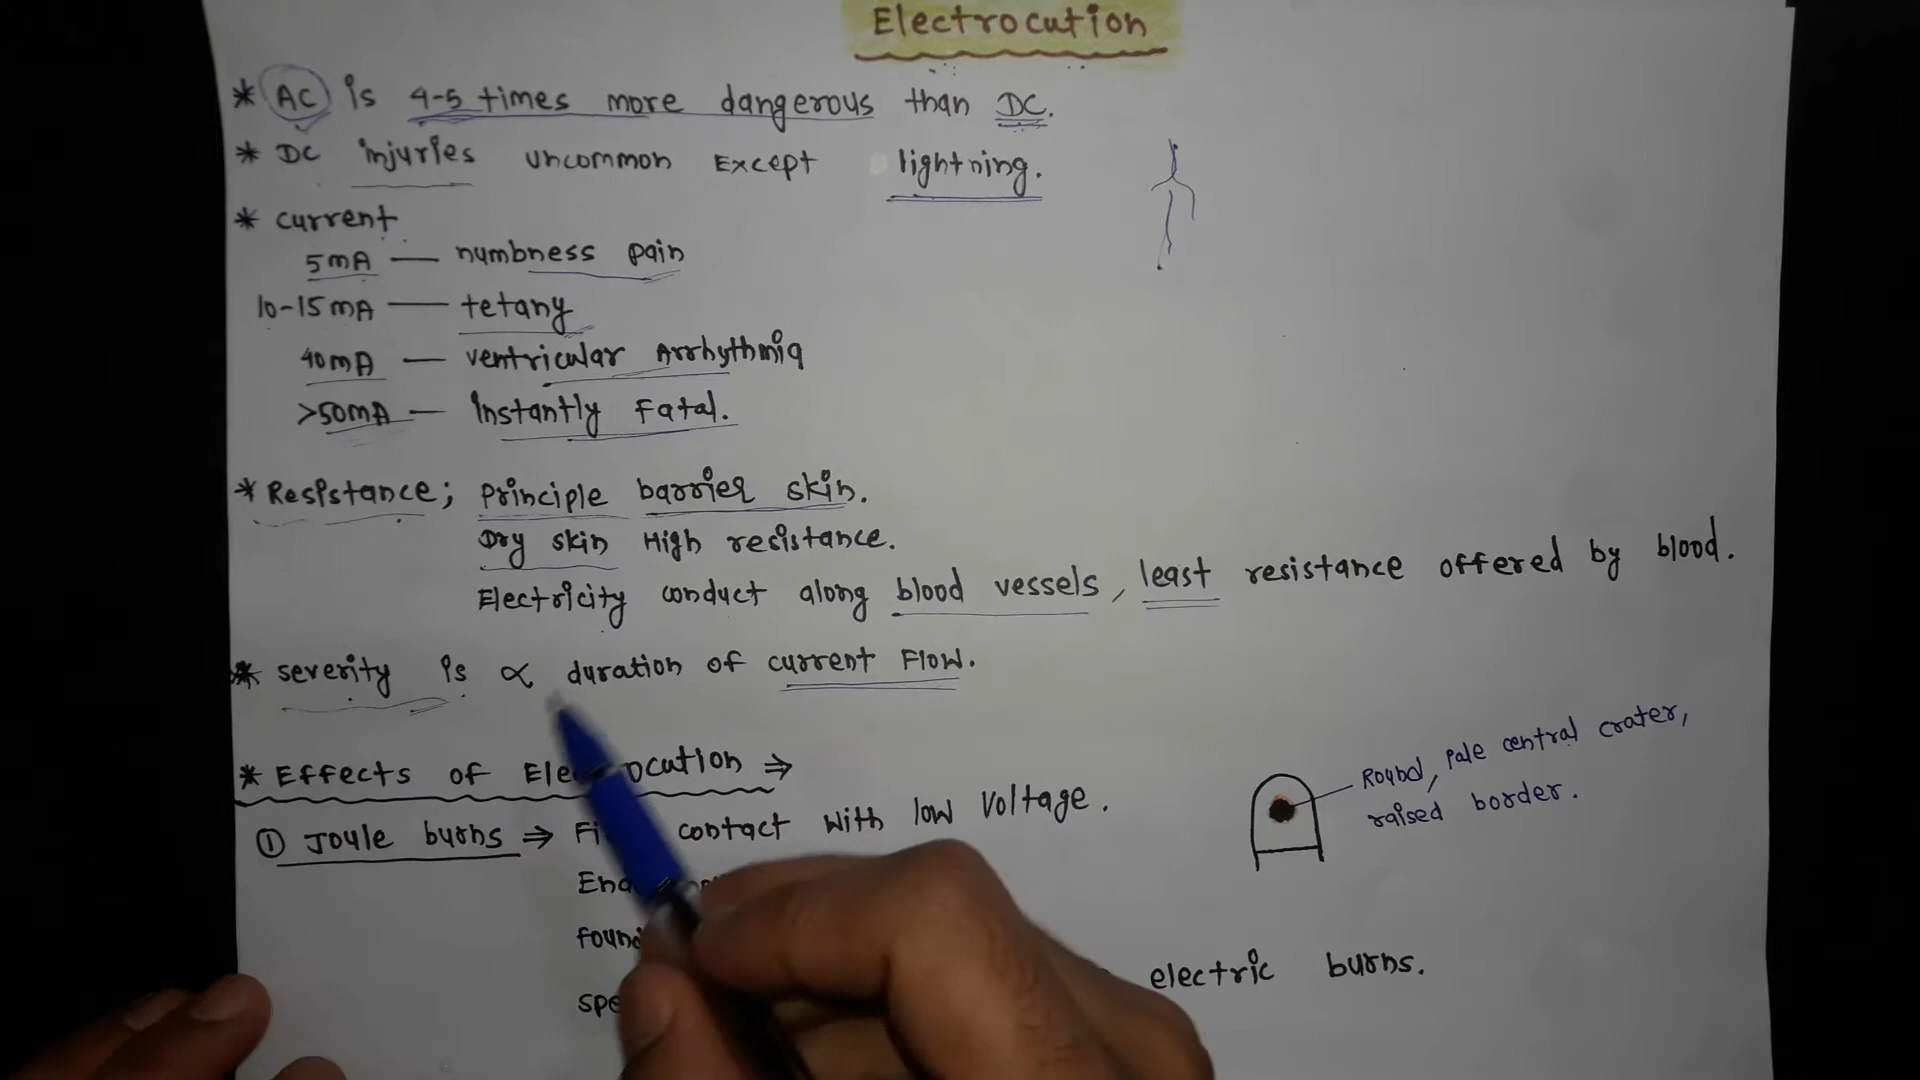 Electrocution
* AC is 4-5 times more dangerous than DC.
* DC injuries uncommon Except lightning.
* current
5mA — numbness pain
10-15mA — tetany
40mA — ventricular Arrhythmia
>50mA — Instantly Fatal.
* Resistance; Principle barrier skin.
Dry skin High resistance.
Electricity conduct along blood vessels, least resistance offered by blood.
* severity is ∝ duration of current Flow.
* Effects of Electrocution ⇒
① Joule burns ⇒ contact with low voltage.
Round, Pale central crater,
raised border.
electric burns.